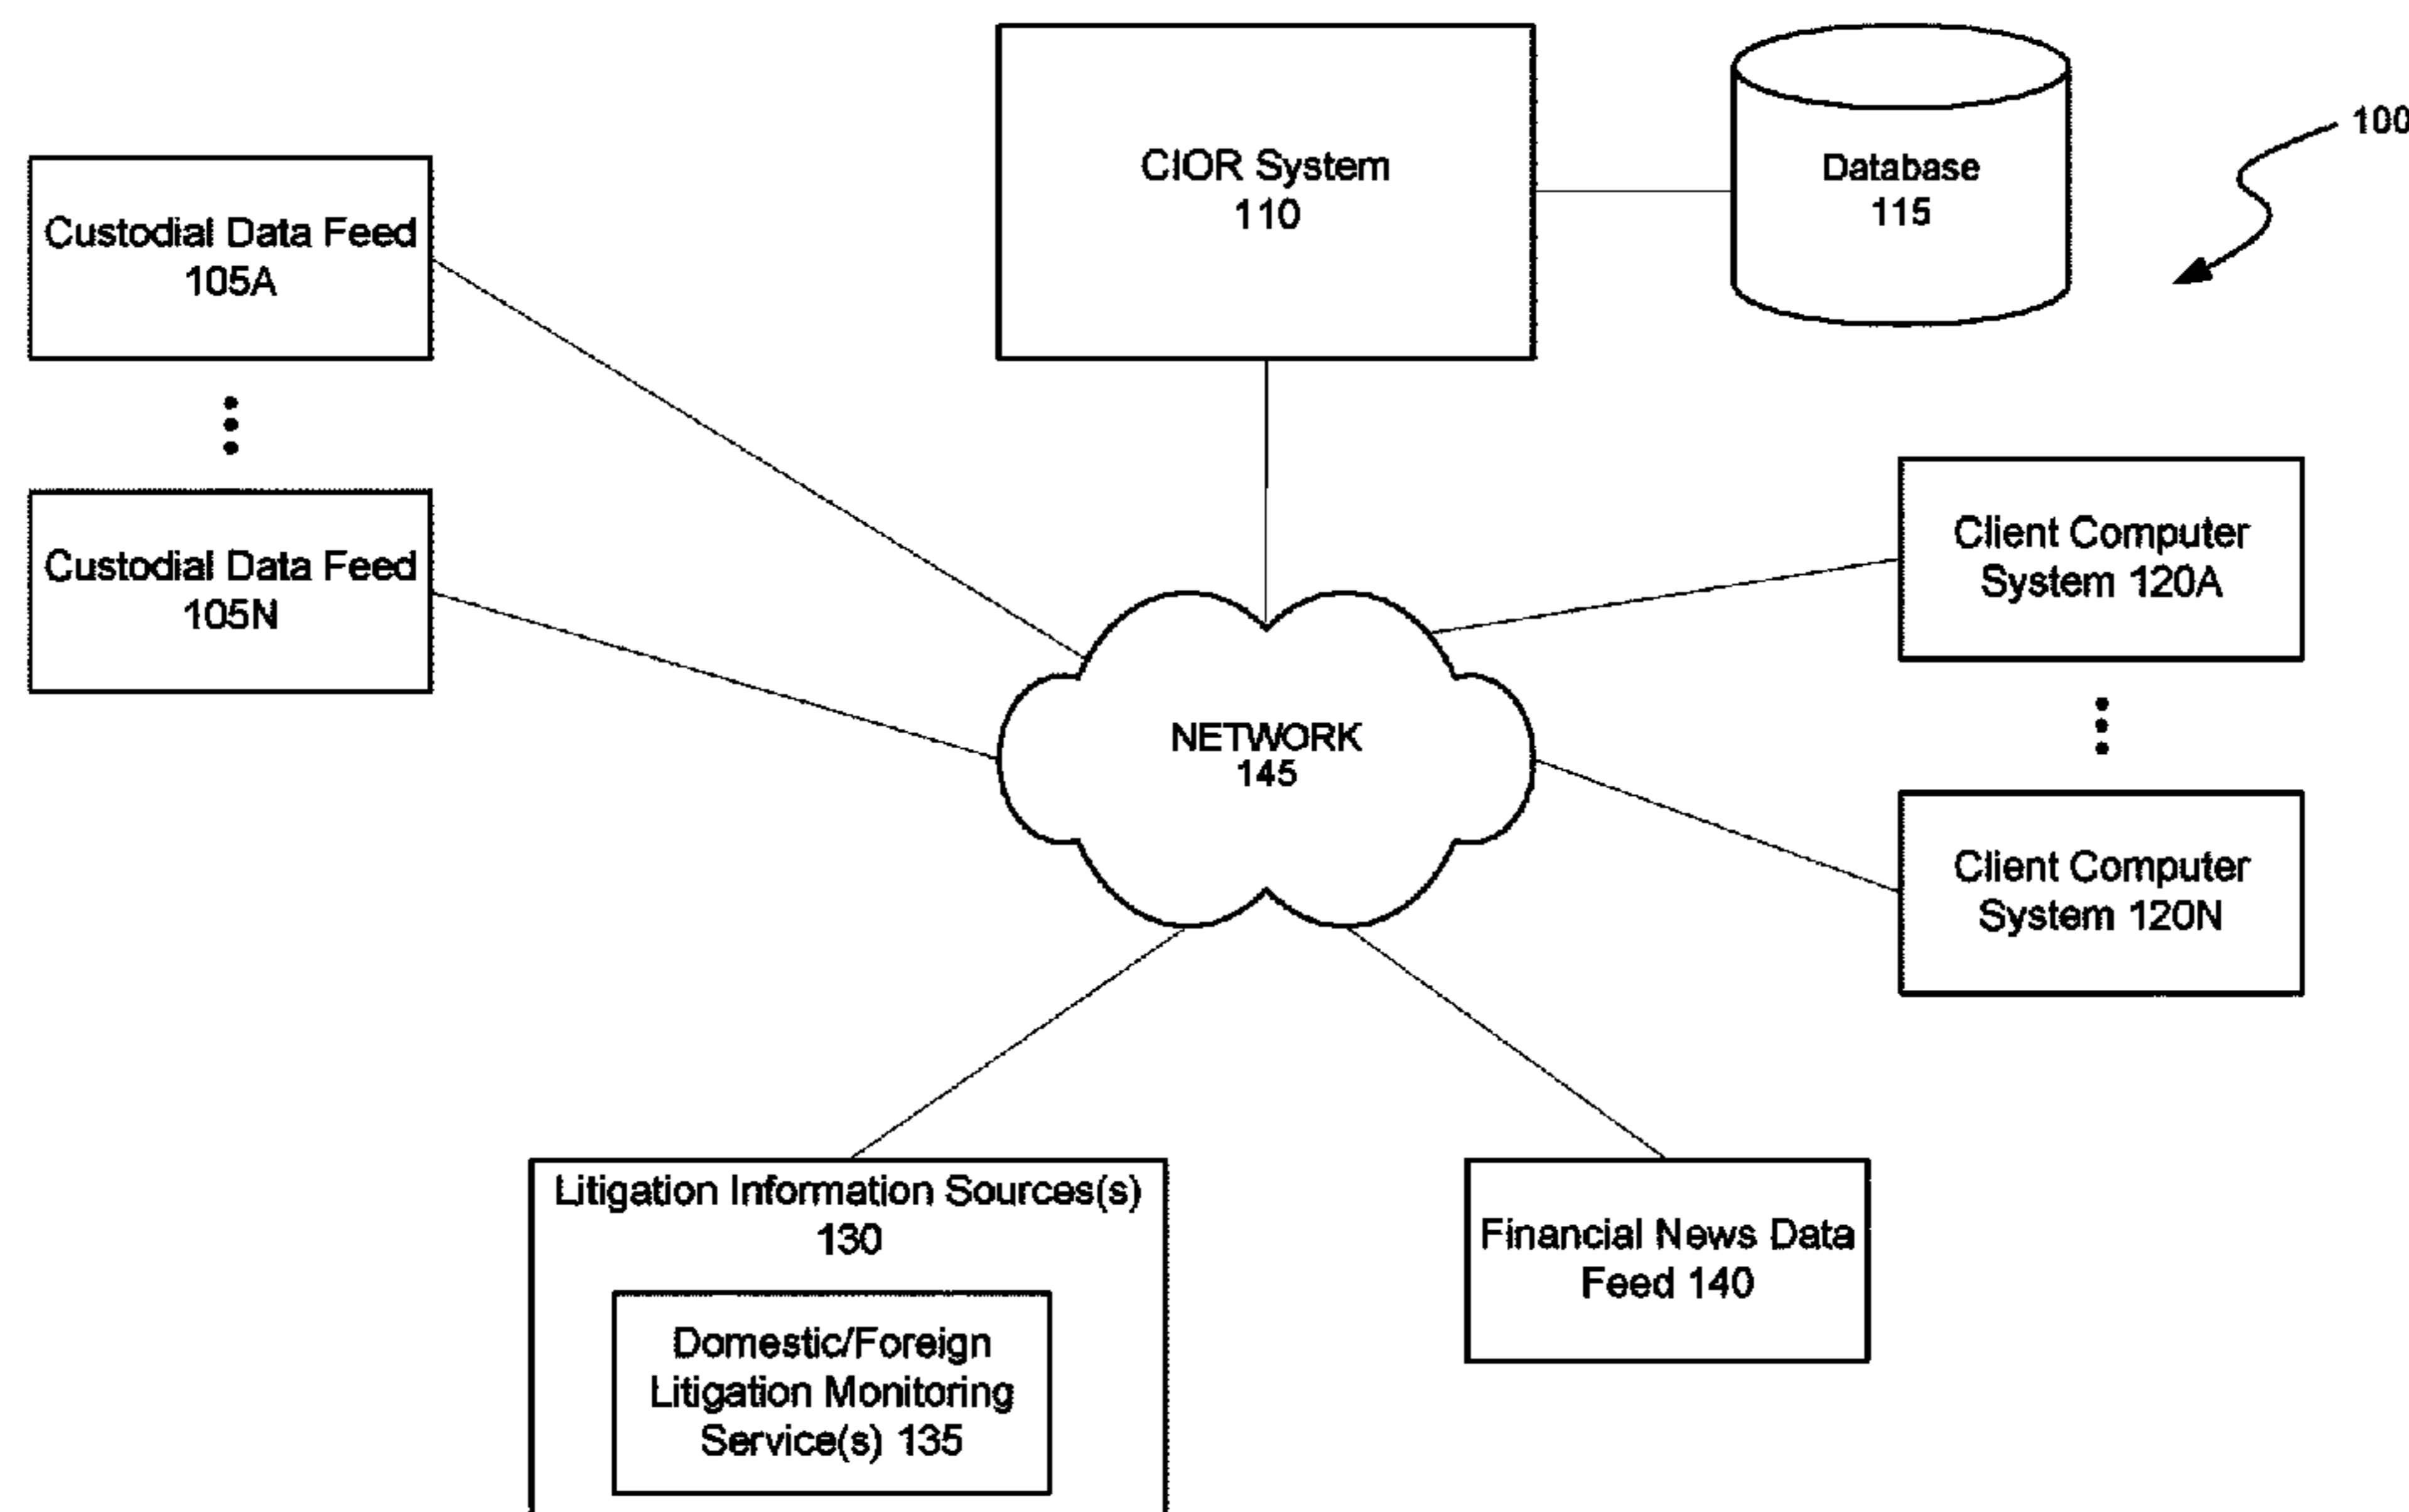 CIOR System
110
Database
115
100
Custodial Data Feed
105A
Custodial Data Feed
105N
Client Computer
System 120A
NETWORK
145
Client Computer
System 120N
Litigation Information Sources(s)
130
Domestic/Foreign
Litigation Monitoring
Service(s) 135
Financial News Data
Feed 140